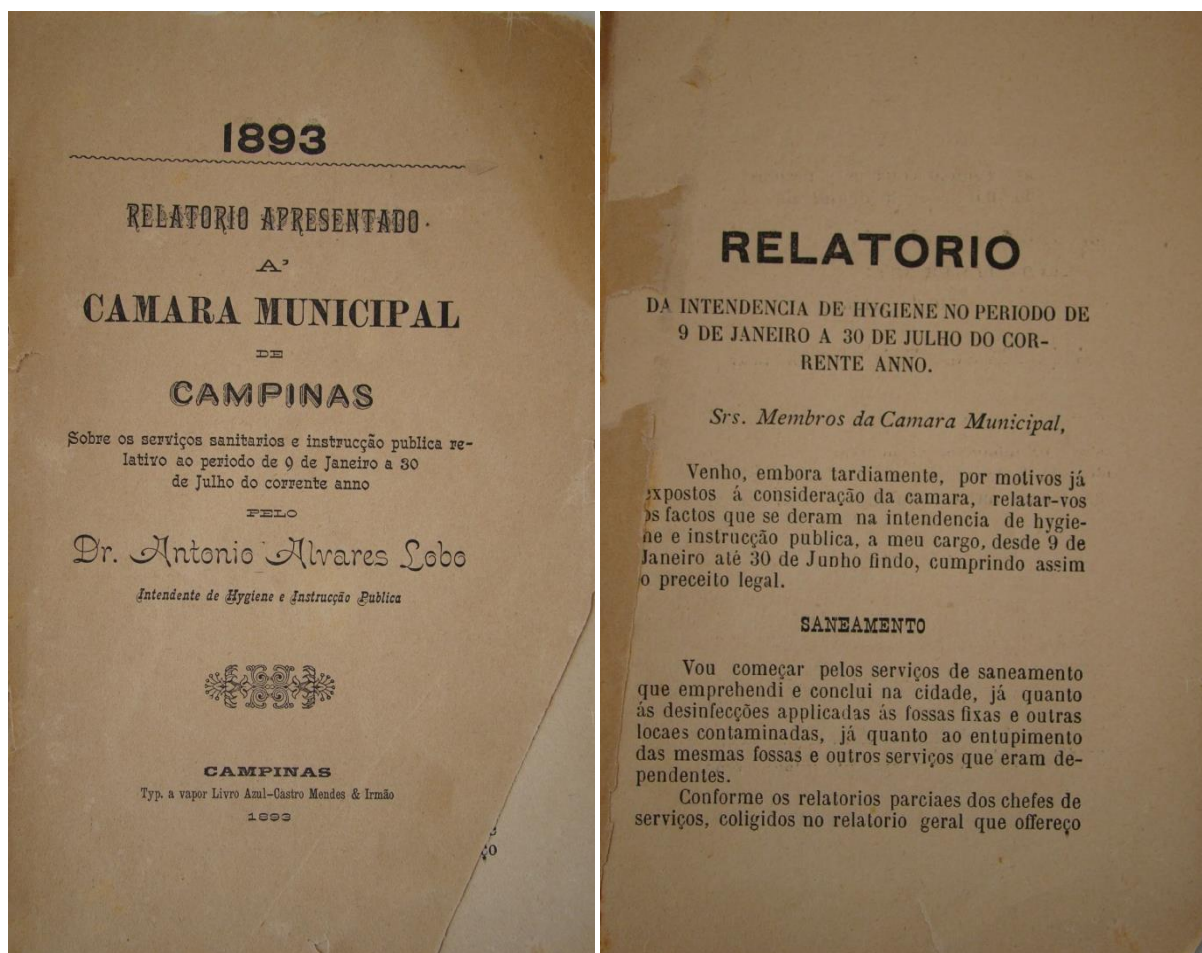 1893
RELATORIO APRESENTADO
A'
CAMARA MUNICIPAL
DE
CAMPINAS
Sobre os serviços sanitarios e instrucção publica re-
lativo ao periodo de 9 de Janeiro a 30
de Julho do corrente anno
PELO
Dr. Antonio Alvares Lobo
Intendente de Hygiene e Instrucção Publica
CAMPINAS
Typ. a vapor Livro Azul-Castro Mendes & Irmão
1893
ço
RELATORIO
DA INTENDENCIA DE HYGIENE NO PERIODO DE
9 DE JANEIRO A 30 DE JULHO DO COR-
RENTE ANNO.
Srs. Membros da Camara Municipal,
Venho, embora tardiamente, por motivos já
expostos á consideração da camara, relatar-vos
os factos que se deram na intendencia de hygie-
ne e instrucção publica, a meu cargo, desde 9 de
Janeiro até 30 de Junho findo, cumprindo assim
o preceito legal.
SANEAMENTO
Vou começar pelos serviços de saneamento
que emprehendi e conclui na cidade, já quanto
ás desinfecções applicadas ás fossas fixas e outras
locaes contaminadas, já quanto ao entupimento
das mesmas fossas e outros serviços que eram de-
pendentes.
Conforme os relatorios parciaes dos chefes de
serviços, coligidos no relatorio geral que offereço